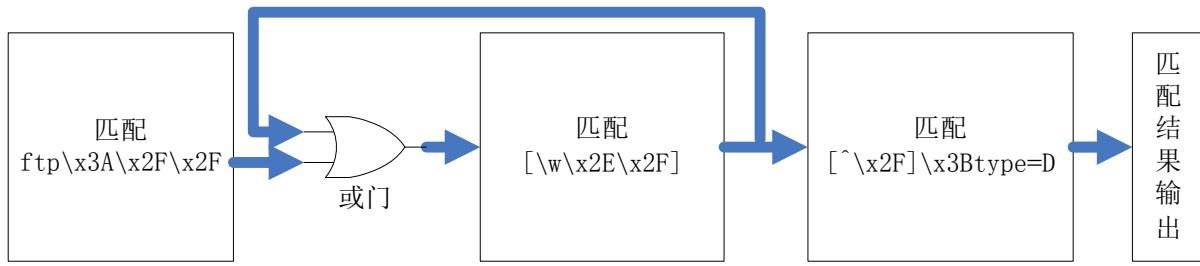 匹配
ftp\x3A\x2F\x2F
或门
匹配
[\w\x2E\x2F]
匹配
[^\x2F]\x3Btype=D
匹
配
结
果
输
出